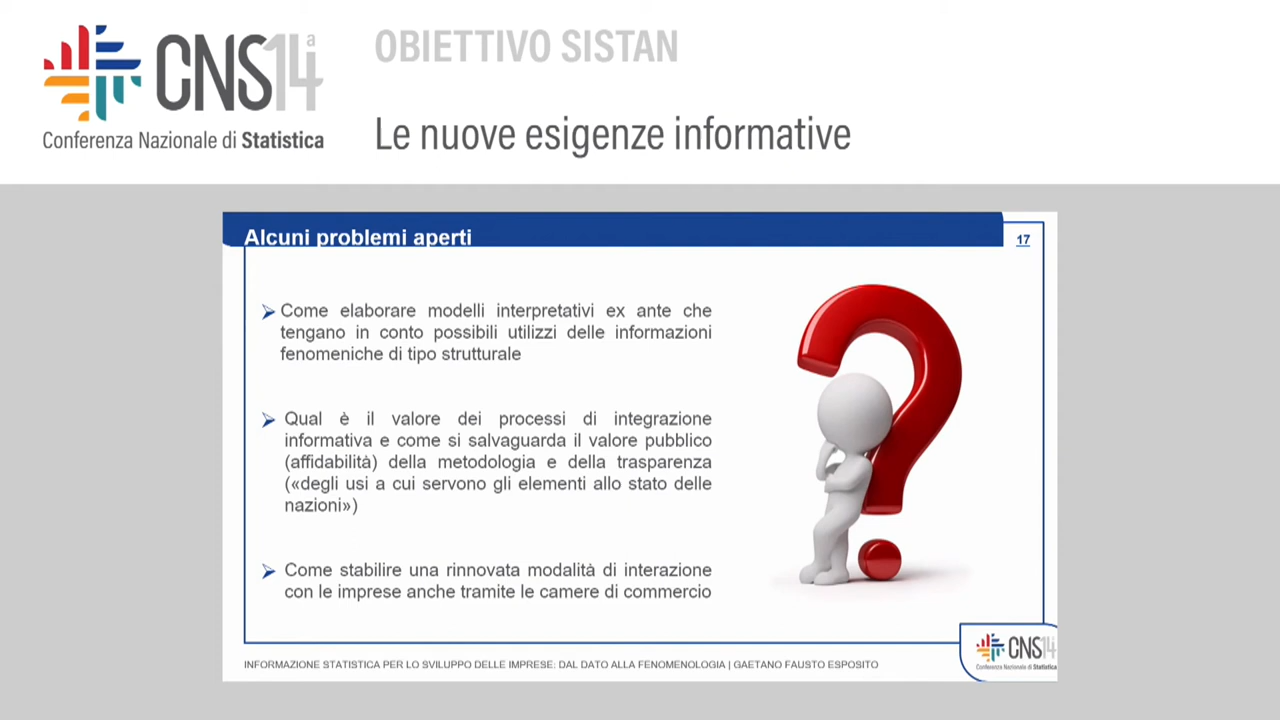 CNS14ª
Conferenza Nazionale di Statistica
OBIETTIVO SISTAN
Le nuove esigenze informative
Alcuni problemi aperti
17
Come elaborare modelli interpretativi ex ante che
tengano in conto possibili utilizzi delle informazioni
fenomeniche di tipo strutturale
Qual è il valore dei processi di integrazione
informativa e come si salvaguarda il valore pubblico
(affidabilità) della metodologia e della trasparenza
(«degli usi a cui servono gli elementi allo stato delle
nazioni»)
Come stabilire una rinnovata modalità di interazione
con le imprese anche tramite le camere di commercio
INFORMAZIONE STATISTICA PER LO SVILUPPO DELLE IMPRESE: DAL DATO ALLA FENOMENOLOGIA | GAETANO FAUSTO ESPOSITO
CNS14
Conferenza Nazionale di Statistica